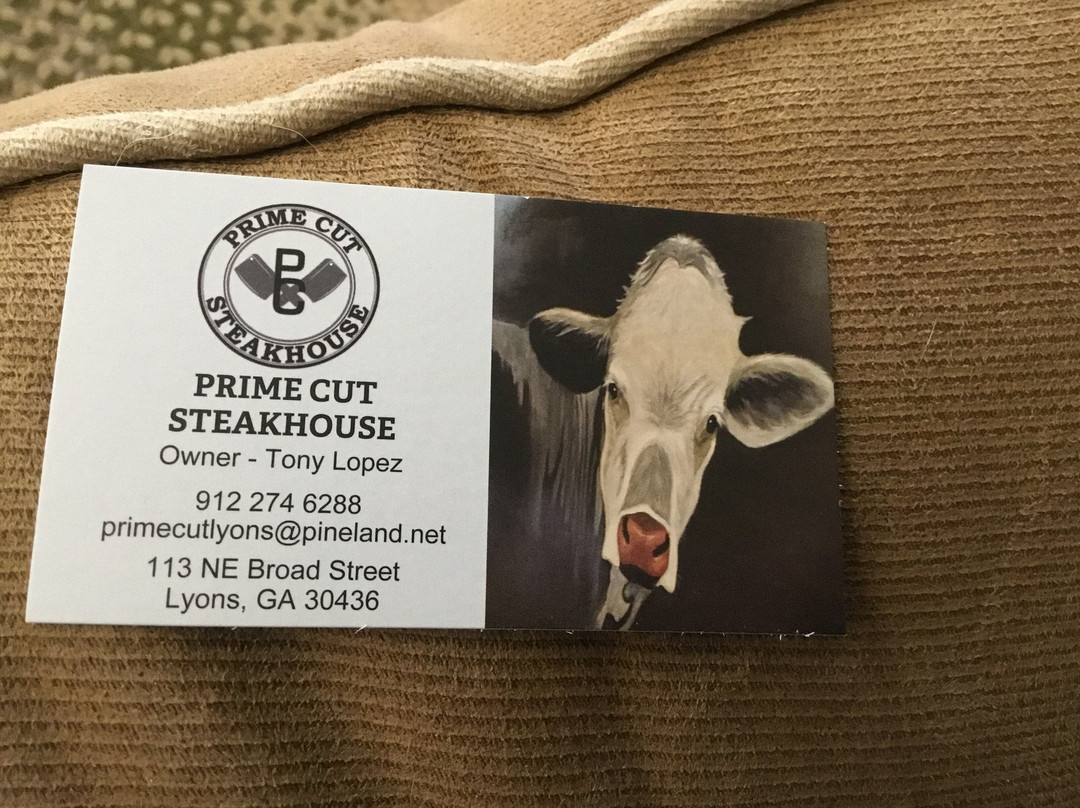 PRIME CUT
PC
STEAKHOUSE
PRIME CUT
STEAKHOUSE
Owner - Tony Lopez
912 274 6288
primecutlyons@pineland.net
113 NE Broad Street
Lyons, GA 30436